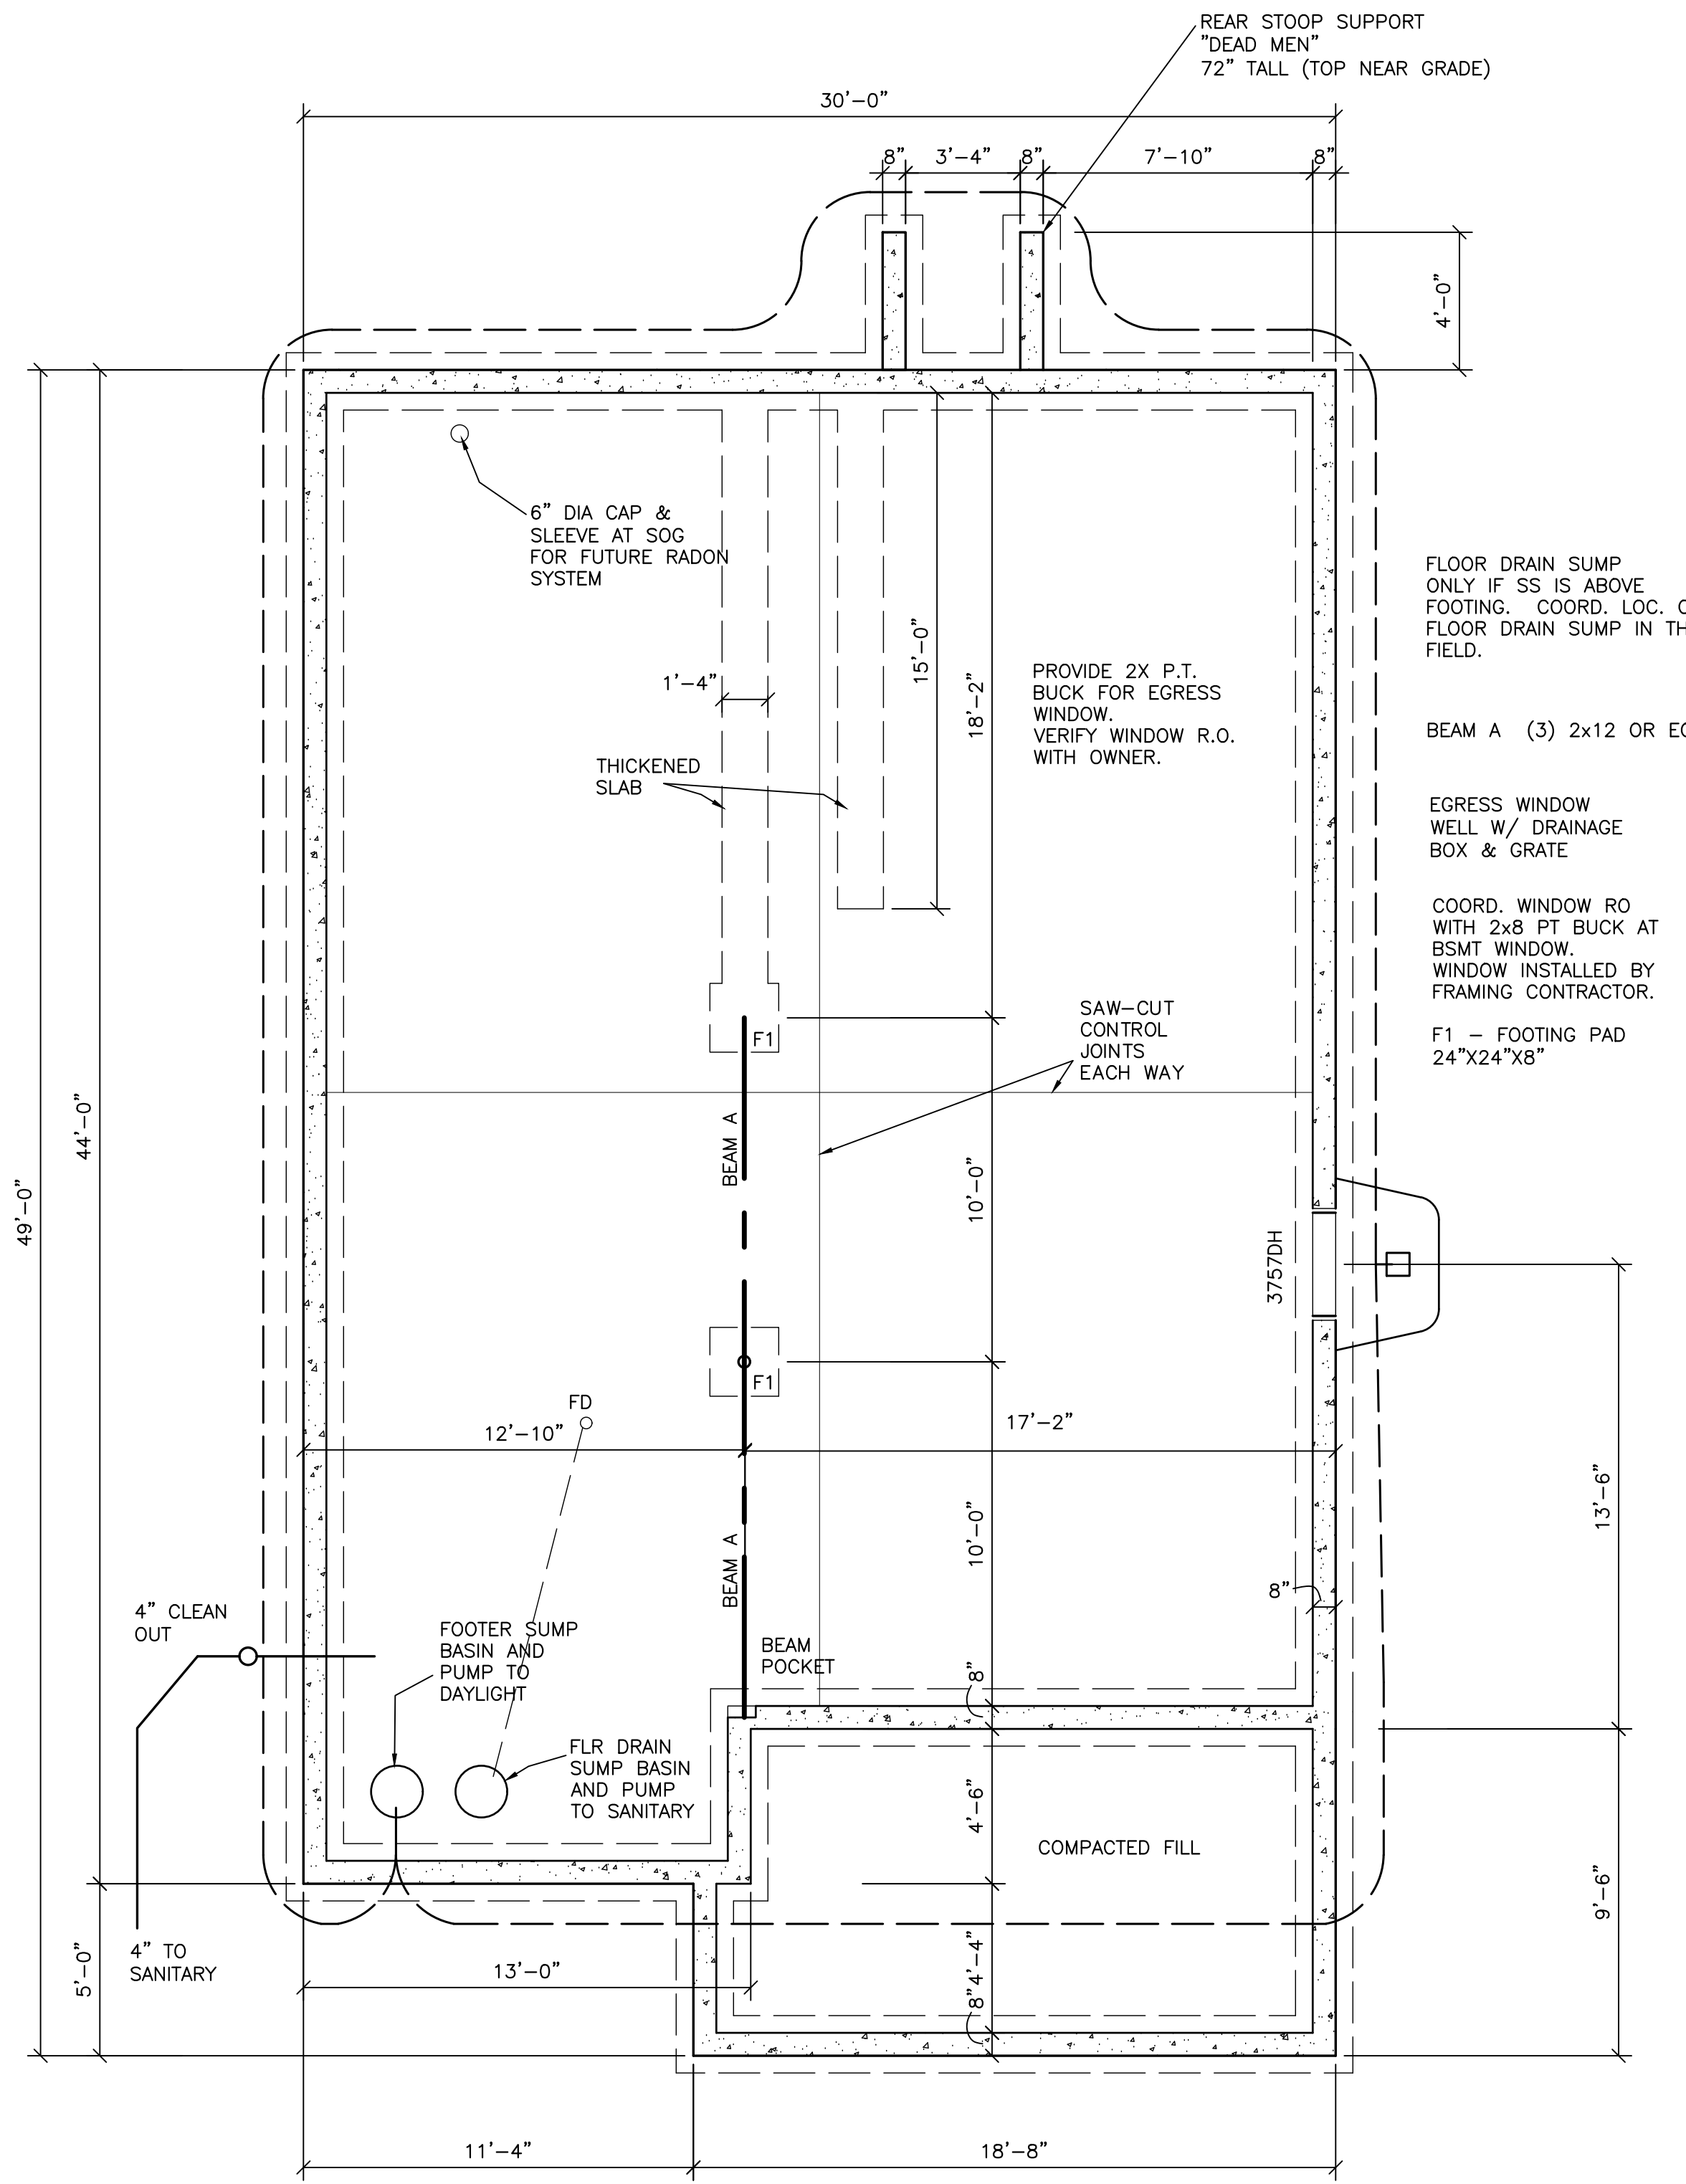 REAR STOOP SUPPORT
"DEAD MEN"
72" TALL (TOP NEAR GRADE)
30'-0"
8"
3'-4"
8"
7'-10"
8"
4'-0"
6" DIA CAP &
SLEEVE AT SOG
FOR FUTURE RADON
SYSTEM
FLOOR DRAIN SUMP
ONLY IF SS IS ABOVE
FOOTING. COORD. LOC.
FLOOR DRAIN SUMP IN
FIELD.
15'-0"
18'-2"
1'-4"
PROVIDE 2X P.T.
BUCK FOR EGRESS
WINDOW.
VERIFY WINDOW R.O.
WITH OWNER.
BEAM A (3) 2x12 OR
THICKENED
SLAB
EGRESS WINDOW
WELL W/ DRAINAGE
BOX & GRATE
COORD. WINDOW RO
WITH 2x8 PT BUCK AT
BSMT WINDOW.
WINDOW INSTALLED BY
FRAMING CONTRACTOR.
F1 – FOOTING PAD
24"X24"X8"
SAW-CUT
CONTROL
JOINTS
EACH WAY
F1
44'-0"
49'-0"
BEAM A
10'-0"
3757DH
F1
FD
12'-10"
17'-2"
13'-6"
10'-0"
BEAM A
8"
4" CLEAN
OUT
FOOTER SUMP
BASIN AND
PUMP TO
DAYLIGHT
BEAM
POCKET
8"
FLR DRAIN
SUMP BASIN
AND PUMP
TO SANITARY
4'-6"
COMPACTED FILL
9'-6"
4" TO
SANITARY
5'-0"
13'-0"
4'-4"
8"
11'-4"
18'-8"